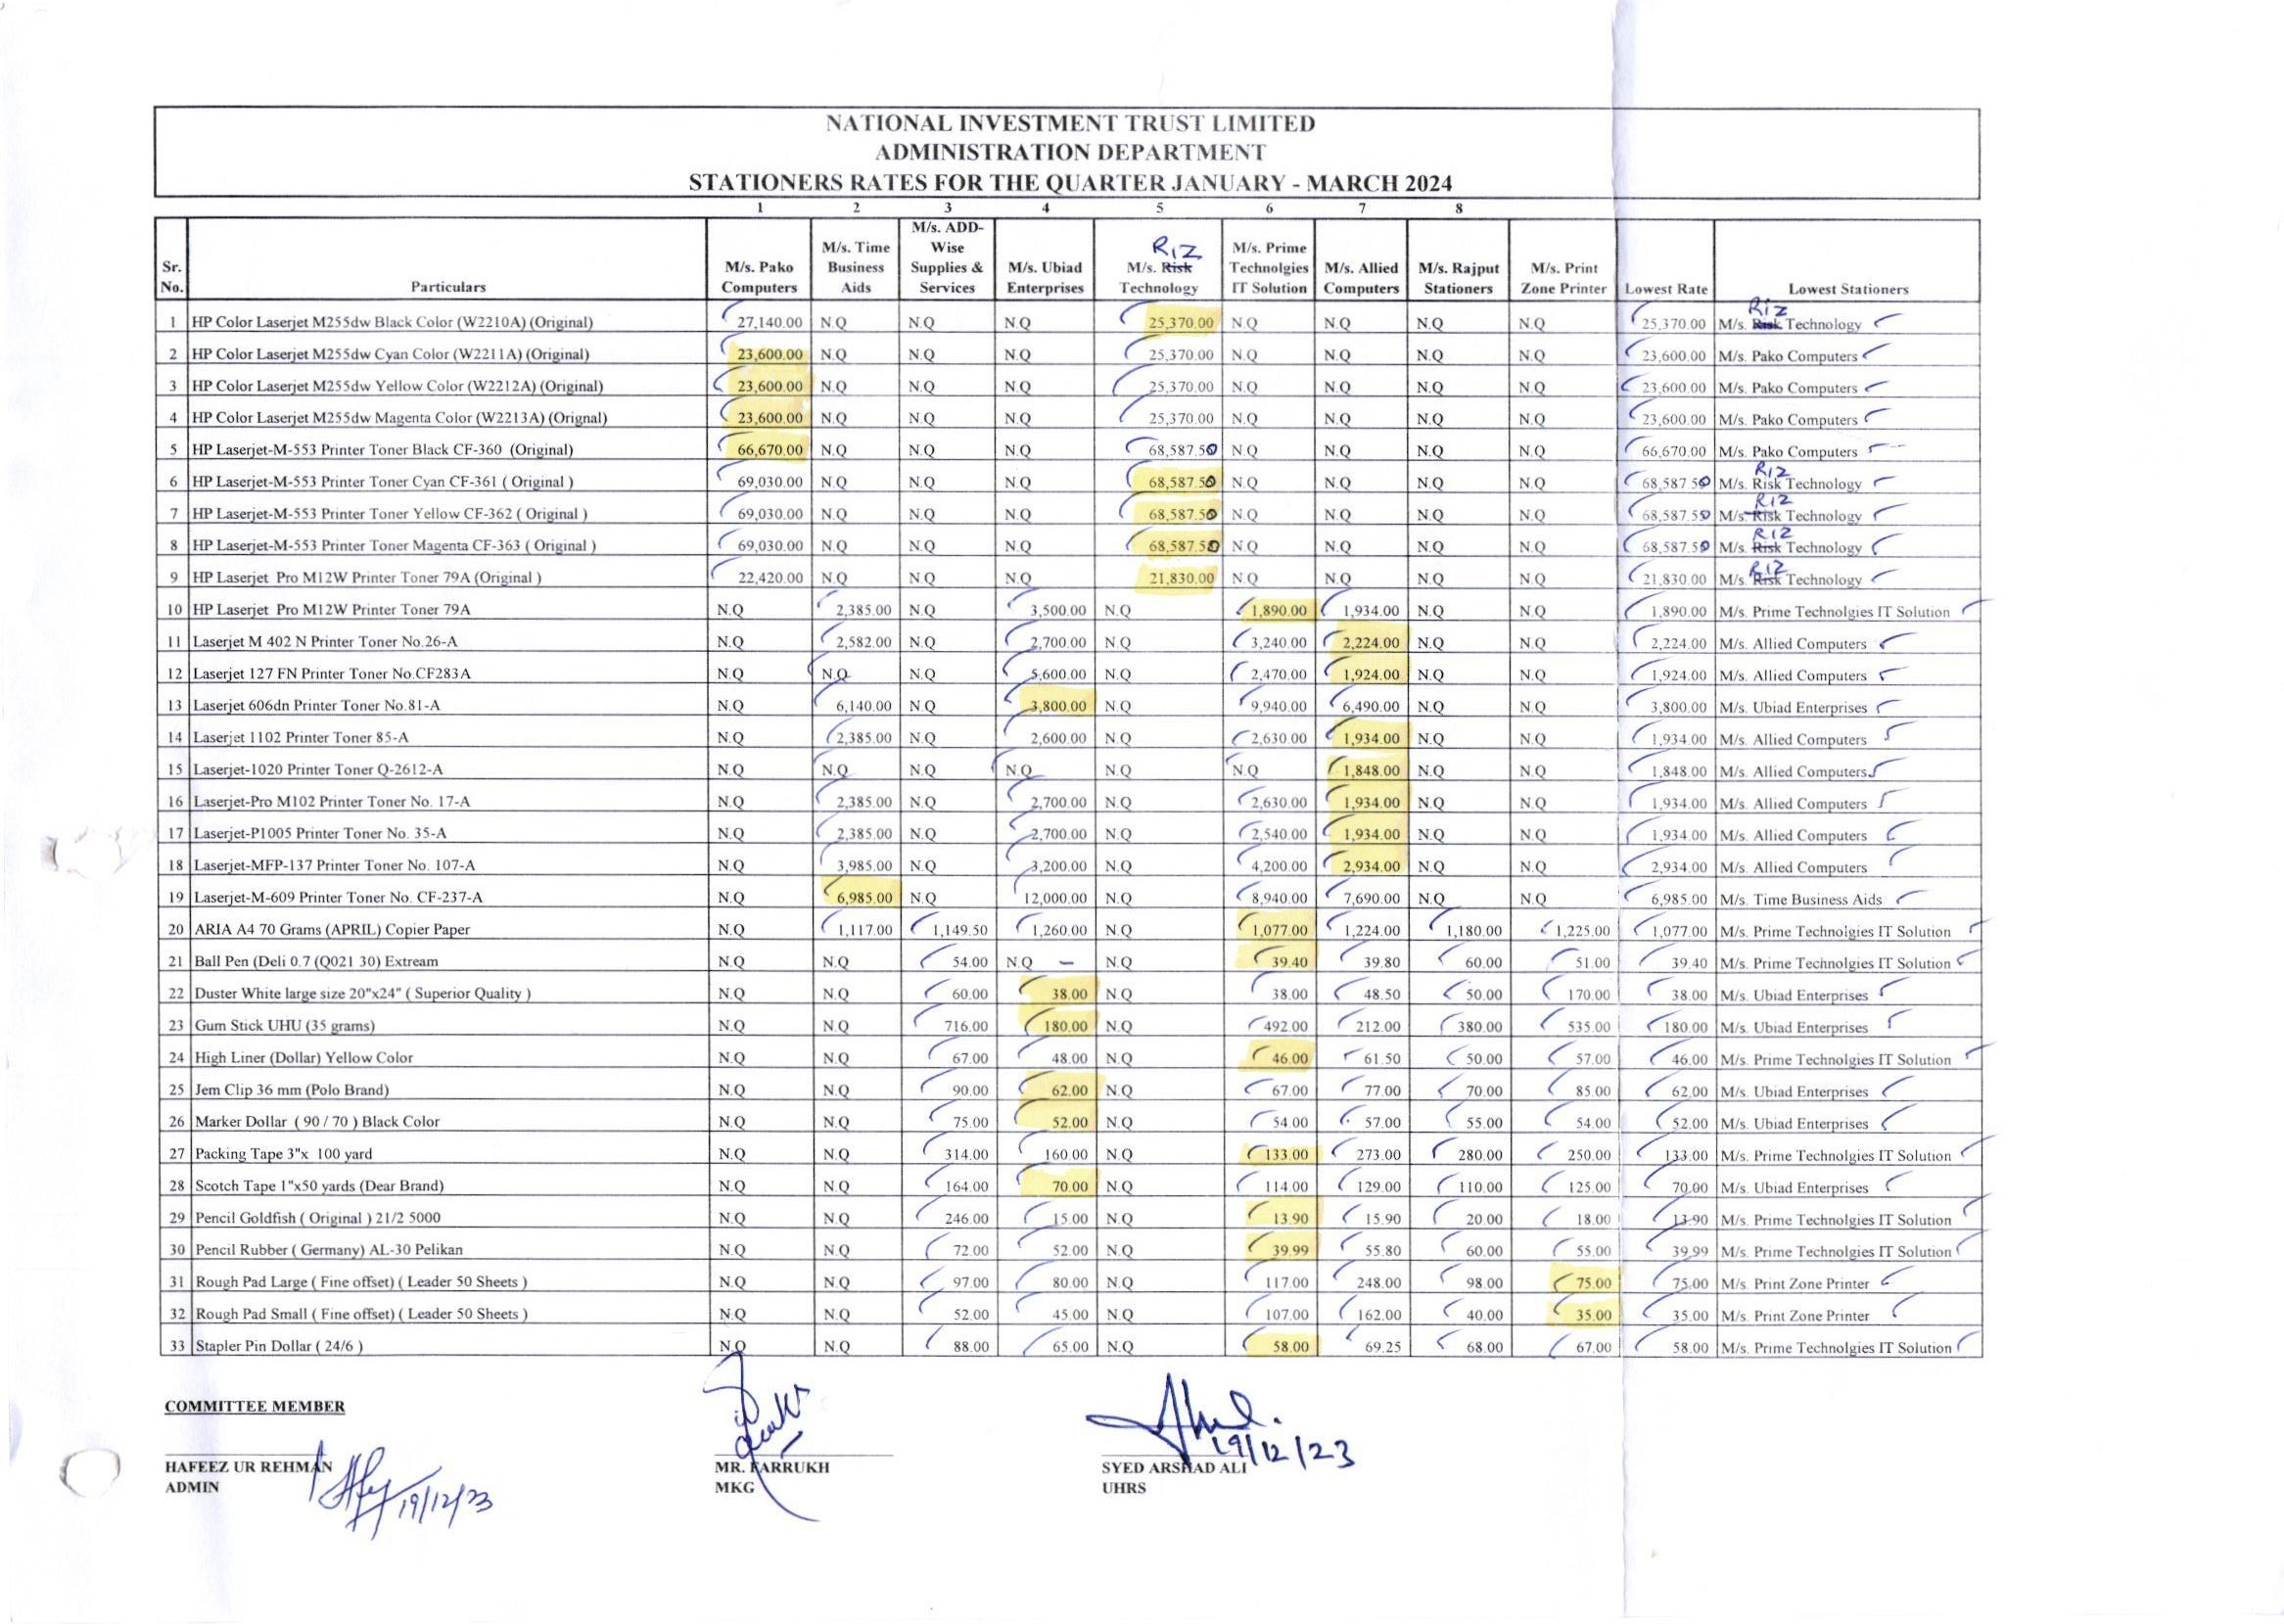 NATIONAL INVESTMENT TRUST LIMITED
ADMINISTRATION DEPARTMENT
STATIONERS RATES FOR THE QUARTER JANUARY - MARCH 2024
1 2 3 4 5 6 7 8
Sr. No. Particulars M/s. Pako Computers M/s. Time Business Aids M/s. ADD-Wise Supplies & Services M/s. Ubiad Enterprises M/s. Risk RIZ Technology M/s. Prime Technolgies IT Solution M/s. Allied Computers M/s. Rajput Stationers M/s. Print Zone Printer Lowest Rate Lowest Stationers
1 HP Color Laserjet M255dw Black Color (W2210A) (Original) 27,140.00 N.Q N.Q N.Q 25,370.00 N.Q N.Q N.Q N.Q 25,370.00 M/s. Risk RIZ Technology
2 HP Color Laserjet M255dw Cyan Color (W2211A) (Original) 23,600.00 N.Q N.Q N.Q 25,370.00 N.Q N.Q N.Q N.Q 23,600.00 M/s. Pako Computers
3 HP Color Laserjet M255dw Yellow Color (W2212A) (Original) 23,600.00 N.Q N.Q N.Q 25,370.00 N.Q N.Q N.Q N.Q 23,600.00 M/s. Pako Computers
4 HP Color Laserjet M255dw Magenta Color (W2213A) (Orignal) 23,600.00 N.Q N.Q N.Q 25,370.00 N.Q N.Q N.Q N.Q 23,600.00 M/s. Pako Computers
5 HP Laserjet-M-553 Printer Toner Black CF-360 (Original) 66,670.00 N.Q N.Q N.Q 68,587.50 N.Q N.Q N.Q N.Q 66,670.00 M/s. Pako Computers
6 HP Laserjet-M-553 Printer Toner Cyan CF-361 ( Original ) 69,030.00 N.Q N.Q N.Q 68,587.50 N.Q N.Q N.Q N.Q 68,587.50 M/s. Risk RIZ Technology
7 HP Laserjet-M-553 Printer Toner Yellow CF-362 ( Original ) 69,030.00 N.Q N.Q N.Q 68,587.50 N.Q N.Q N.Q N.Q 68,587.50 M/s. Risk RIZ Technology
8 HP Laserjet-M-553 Printer Toner Magenta CF-363 ( Original ) 69,030.00 N.Q N.Q N.Q 68,587.50 N.Q N.Q N.Q N.Q 68,587.50 M/s. Risk RIZ Technology
9 HP Laserjet Pro M12W Printer Toner 79A (Original ) 22,420.00 N.Q N.Q N.Q 21,830.00 N.Q N.Q N.Q N.Q 21,830.00 M/s. Risk RIZ Technology
10 HP Laserjet Pro M12W Printer Toner 79A N.Q 2,385.00 N.Q 3,500.00 N.Q 1,890.00 1,934.00 N.Q N.Q 1,890.00 M/s. Prime Technolgies IT Solution
11 Laserjet M 402 N Printer Toner No.26-A N.Q 2,582.00 N.Q 2,700.00 N.Q 3,240.00 2,224.00 N.Q N.Q 2,224.00 M/s. Allied Computers
12 Laserjet 127 FN Printer Toner No.CF283A N.Q N.Q N.Q 5,600.00 N.Q 2,470.00 1,924.00 N.Q N.Q 1,924.00 M/s. Allied Computers
13 Laserjet 606dn Printer Toner No.81-A N.Q 6,140.00 N.Q 3,800.00 N.Q 9,940.00 6,490.00 N.Q N.Q 3,800.00 M/s. Ubiad Enterprises
14 Laserjet 1102 Printer Toner 85-A N.Q 2,385.00 N.Q 2,600.00 N.Q 2,630.00 1,934.00 N.Q N.Q 1,934.00 M/s. Allied Computers
15 Laserjet-1020 Printer Toner Q-2612-A N.Q N.Q N.Q N.Q N.Q N.Q 1,848.00 N.Q N.Q 1,848.00 M/s. Allied Computers
16 Laserjet-Pro M102 Printer Toner No. 17-A N.Q 2,385.00 N.Q 2,700.00 N.Q 2,630.00 1,934.00 N.Q N.Q 1,934.00 M/s. Allied Computers
17 Laserjet-P1005 Printer Toner No. 35-A N.Q 2,385.00 N.Q 2,700.00 N.Q 2,540.00 1,934.00 N.Q N.Q 1,934.00 M/s. Allied Computers
18 Laserjet-MFP-137 Printer Toner No. 107-A N.Q 3,985.00 N.Q 3,200.00 N.Q 4,200.00 2,934.00 N.Q N.Q 2,934.00 M/s. Allied Computers
19 Laserjet-M-609 Printer Toner No. CF-237-A N.Q 6,985.00 N.Q 12,000.00 N.Q 8,940.00 7,690.00 N.Q N.Q 6,985.00 M/s. Time Business Aids
20 ARIA A4 70 Grams (APRIL) Copier Paper N.Q 1,117.00 1,149.50 1,260.00 N.Q 1,077.00 1,224.00 1,180.00 1,225.00 1,077.00 M/s. Prime Technolgies IT Solution
21 Ball Pen (Deli 0.7 (Q021 30) Extream N.Q N.Q 54.00 N.Q – N.Q 39.40 39.80 60.00 51.00 39.40 M/s. Prime Technolgies IT Solution
22 Duster White large size 20"x24" ( Superior Quality ) N.Q N.Q 60.00 38.00 N.Q 38.00 48.50 50.00 170.00 38.00 M/s. Ubiad Enterprises
23 Gum Stick UHU (35 grams) N.Q N.Q 716.00 180.00 N.Q 492.00 212.00 380.00 535.00 180.00 M/s. Ubiad Enterprises
24 High Liner (Dollar) Yellow Color N.Q N.Q 67.00 48.00 N.Q 46.00 61.50 50.00 57.00 46.00 M/s. Prime Technolgies IT Solution
25 Jem Clip 36 mm (Polo Brand) N.Q N.Q 90.00 62.00 N.Q 67.00 77.00 70.00 85.00 62.00 M/s. Ubiad Enterprises
26 Marker Dollar ( 90 / 70 ) Black Color N.Q N.Q 75.00 52.00 N.Q 54.00 57.00 55.00 54.00 52.00 M/s. Ubiad Enterprises
27 Packing Tape 3"x 100 yard N.Q N.Q 314.00 160.00 N.Q 133.00 273.00 280.00 250.00 133.00 M/s. Prime Technolgies IT Solution
28 Scotch Tape 1"x50 yards (Dear Brand) N.Q N.Q 164.00 70.00 N.Q 114.00 129.00 110.00 125.00 70.00 M/s. Ubiad Enterprises
29 Pencil Goldfish ( Original ) 21/2 5000 N.Q N.Q 246.00 15.00 N.Q 13.90 15.90 20.00 18.00 13.90 M/s. Prime Technolgies IT Solution
30 Pencil Rubber ( Germany) AL-30 Pelikan N.Q N.Q 72.00 52.00 N.Q 39.99 55.80 60.00 55.00 39.99 M/s. Prime Technolgies IT Solution
31 Rough Pad Large ( Fine offset) ( Leader 50 Sheets ) N.Q N.Q 97.00 80.00 N.Q 117.00 248.00 98.00 75.00 75.00 M/s. Print Zone Printer
32 Rough Pad Small ( Fine offset) ( Leader 50 Sheets ) N.Q N.Q 52.00 45.00 N.Q 107.00 162.00 40.00 35.00 35.00 M/s. Print Zone Printer
33 Stapler Pin Dollar ( 24/6 ) N.Q N.Q 88.00 65.00 N.Q 58.00 69.25 68.00 67.00 58.00 M/s. Prime Technolgies IT Solution
COMMITTEE MEMBER
19/12/23
HAFEEZ UR REHMAN MR. FARRUKH SYED ARSHAD ALI
ADMIN MKG UHRS
19/12/23